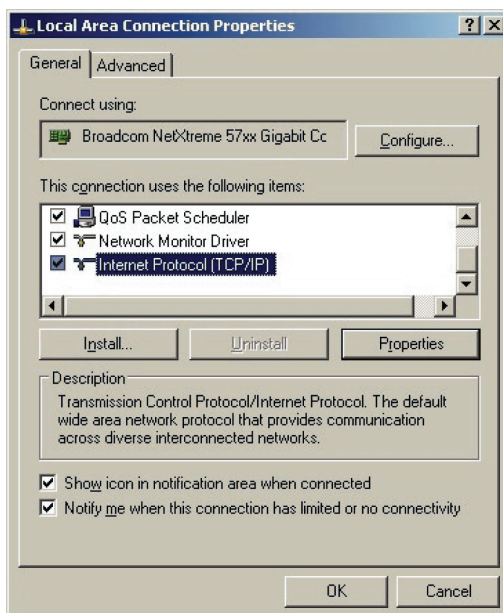 Local Area Connection Properties
General
Advanced
Connect using:
Broadcom NetXtreme 57xx Gigabit Cc
Configure...
This connection uses the following items:
QoS Packet Scheduler
Network Monitor Driver
Internet Protocol (TCP/IP)
Install...
Uninstall
Properties
Description
Transmission Control Protocol/Internet Protocol. The default
wide area network protocol that provides communication
across diverse interconnected networks.
Show icon in notification area when connected
Notify me when this connection has limited or no connectivity
OK
Cancel